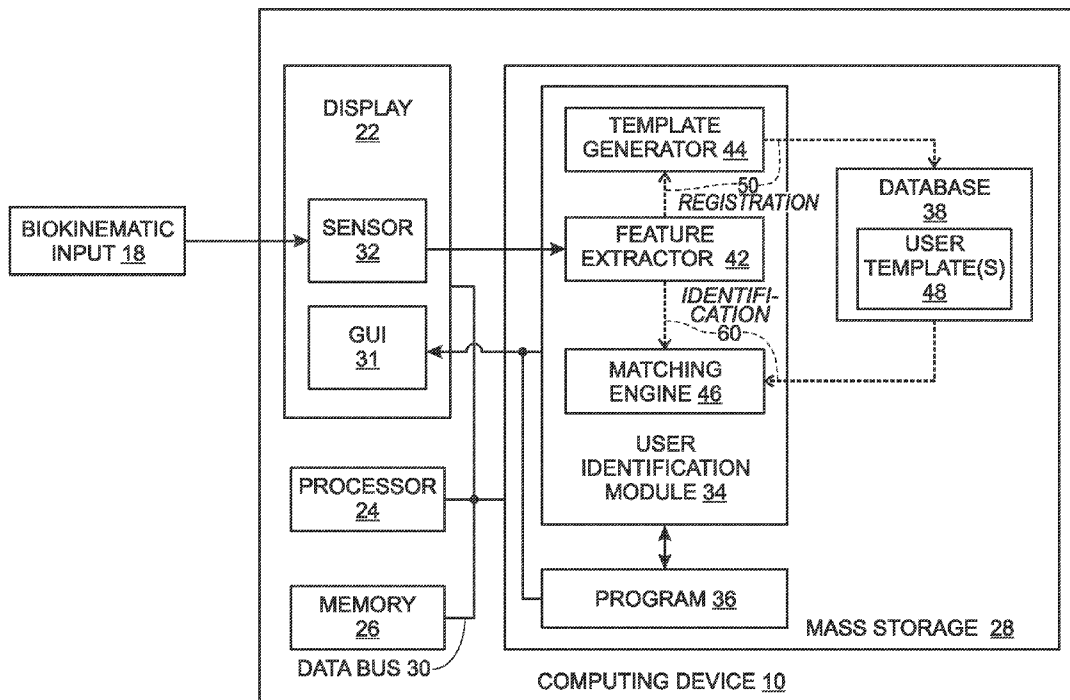 DISPLAY
22
SENSOR
32
GUI
31
BIOKINEMATIC
INPUT 18
PROCESSOR
24
MEMORY
26
DATA BUS 30
TEMPLATE
GENERATOR 44
50
REGISTRATION
FEATURE
EXTRACTOR 42
IDENTIFI-
CATION
60
MATCHING
ENGINE 46
USER
IDENTIFICATION
MODULE 34
DATABASE
38
USER
TEMPLATE(S)
48
PROGRAM 36
MASS STORAGE 28
COMPUTING DEVICE 10